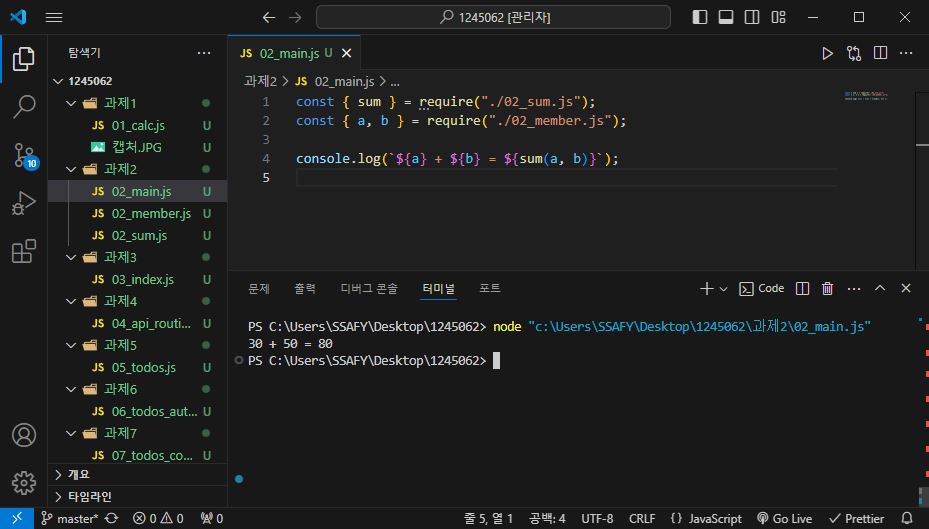 1245062 [관리자]
탐색기
1245062
과제1
JS 01_calc.js U
캡처.JPG U
과제2
JS 02_main.js U
JS 02_member.js U
JS 02_sum.js U
과제3
JS 03_index.js U
과제4
JS 04_api_routi... U
과제5
JS 05_todos.js U
과제6
JS 06_todos_aut... U
과제7
JS 07_todos_co... U
개요
타임라인
10
JS 02_main.js U
과제2 > JS 02_main.js > ...
1 const { sum } = require("./02_sum.js");
2 const { a, b } = require("./02_member.js");
3
4 console.log(`${a} + ${b} = ${sum(a, b)}`);
5
문제 출력 디버그 콘솔 터미널 포트
Code
PS C:\Users\SSAFY\Desktop\1245062> node "c:\Users\SSAFY\Desktop\1245062\과제2\02_main.js"
30 + 50 = 80
PS C:\Users\SSAFY\Desktop\1245062>
master* 0 0 0 줄 5, 열 1 공백: 4 UTF-8 CRLF { } JavaScript Go Live Prettier